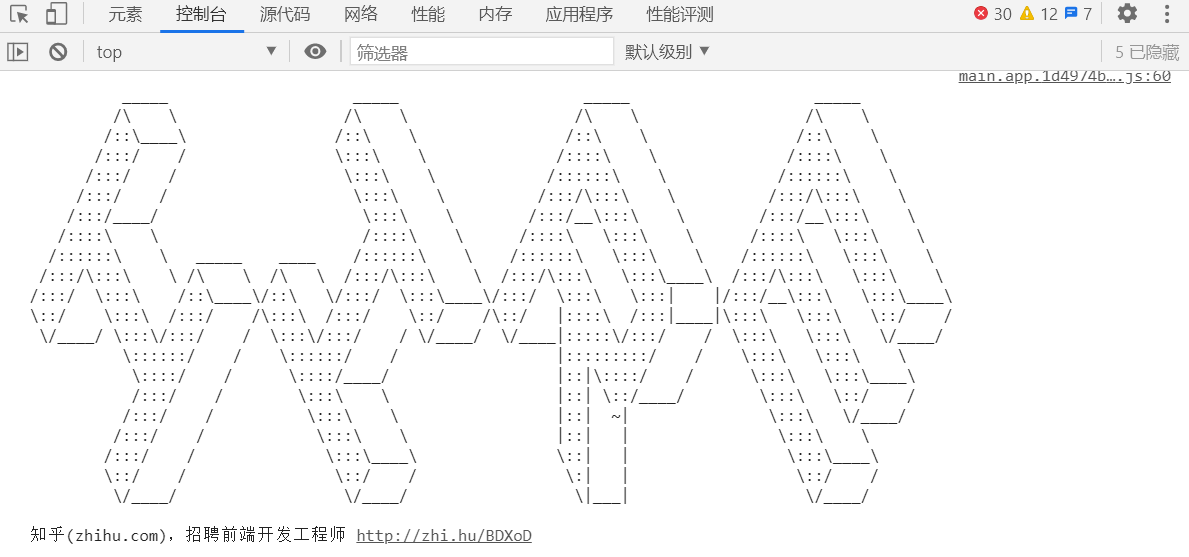 元素 控制台 源代码 网络 性能 内存 应用程序 性能评测 30 12 7
top 筛选器 默认级别 5 已隐藏
main.app.1d4974b….js:60
知乎(zhihu.com)，招聘前端开发工程师 http://zhi.hu/BDXoD